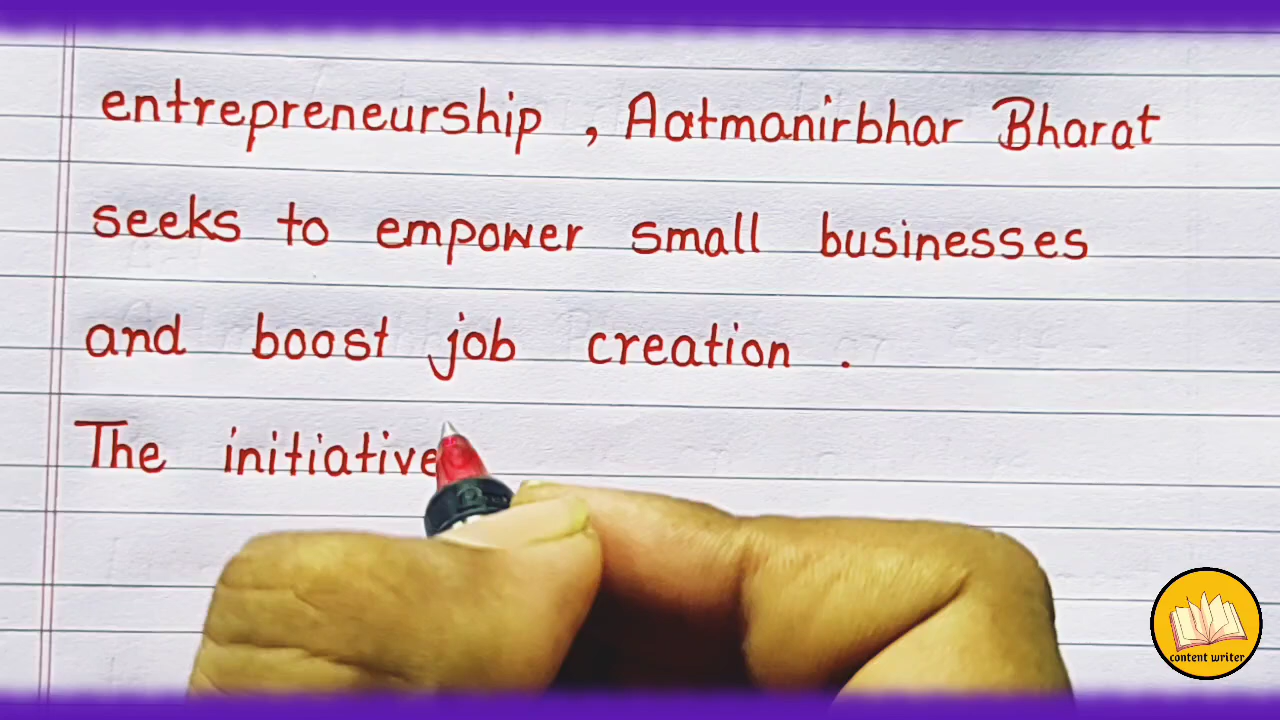 entrepreneurship , Aatmanirbhar Bharat
seeks to empower small businesses
and boost job creation .
The initiative
content writer